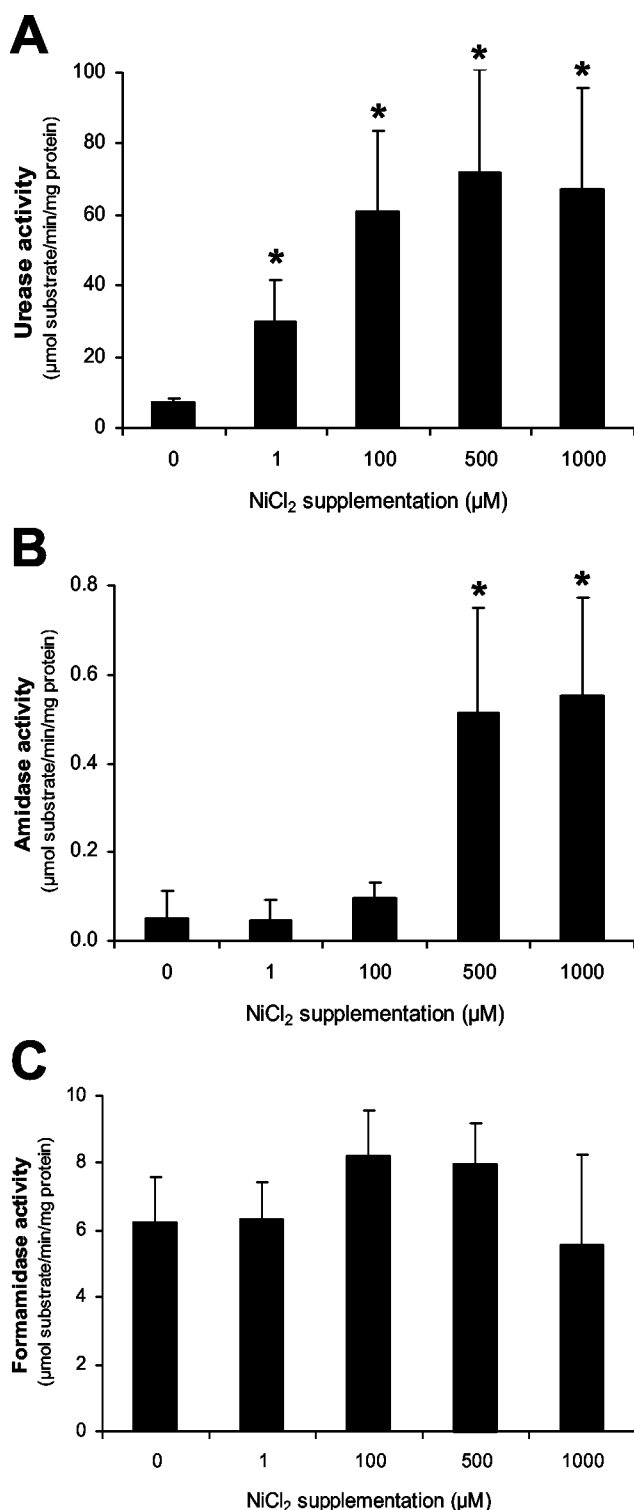 A
Urease activity
(µmol substrate/min/mg protein)
100
80
60
40
20
0
*
*
*
*
0 1 100 500 1000
NiCl2 supplementation (µM)
B
Amidase activity
(µmol substrate/min/mg protein)
0.8
0.6
0.4
0.2
0.0
*
*
0 1 100 500 1000
NiCl2 supplementation (µM)
C
Formamidase activity
(µmol substrate/min/mg protein)
10
8
6
4
2
0
0 1 100 500 1000
NiCl2 supplementation (µM)